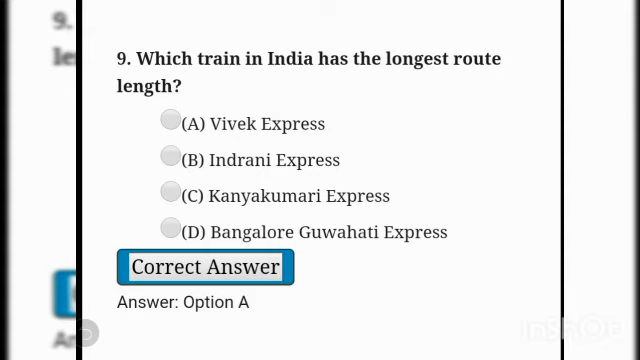 9. Which train in India has the longest route
length?
(A) Vivek Express
(B) Indrani Express
(C) Kanyakumari Express
(D) Bangalore Guwahati Express
Correct Answer
Answer: Option A
InShOt